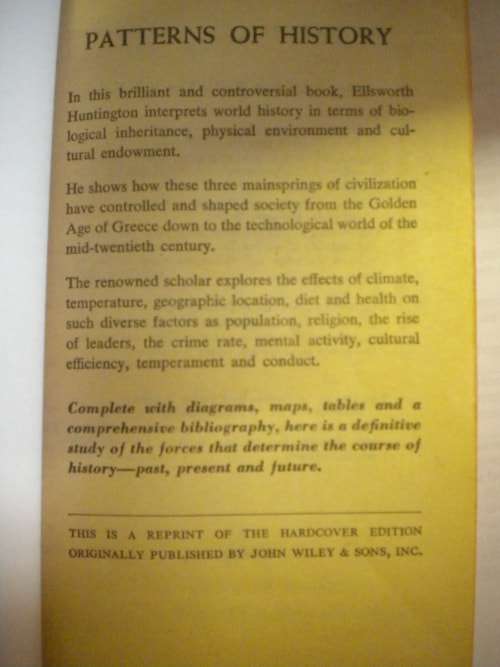 PATTERNS OF HISTORY
In this brilliant and controversial book, Ellsworth
Huntington interprets world history in terms of bio-
logical inheritance, physical environment and cul-
tural endowment.
He shows how these three mainsprings of civilization
have controlled and shaped society from the Golden
Age of Greece down to the technological world of the
mid-twentieth century.
The renowned scholar explores the effects of climate,
temperature, geographic location, diet and health on
such diverse factors as population, religion, the rise
of leaders, the crime rate, mental activity, cultural
efficiency, temperament and conduct.
Complete with diagrams, maps, tables and a
comprehensive bibliography, here is a definitive
study of the forces that determine the course of
history—past, present and future.
THIS IS A REPRINT OF THE HARDCOVER EDITION
ORIGINALLY PUBLISHED BY JOHN WILEY & SONS, INC.